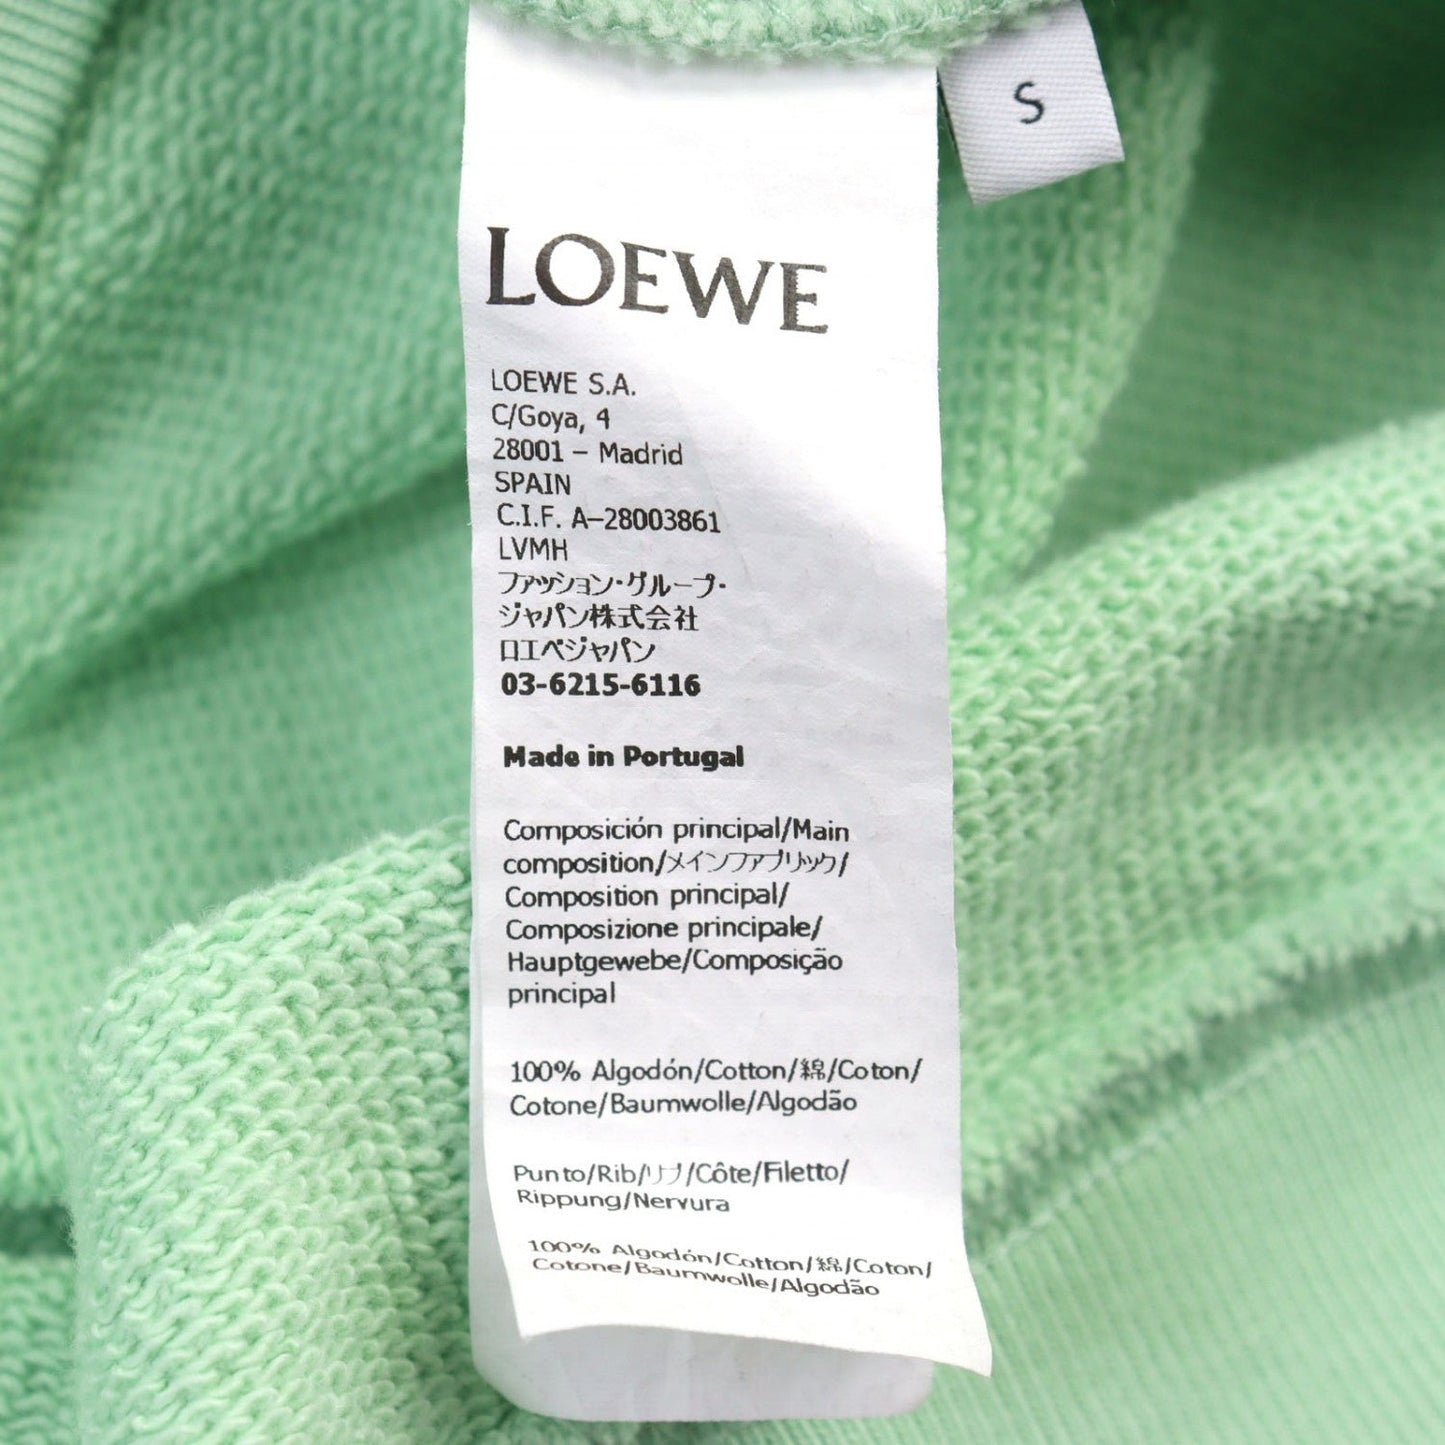 S
LOEWE
LOEWE S.A.
C/Goya, 4
28001 – Madrid
SPAIN
C.I.F. A–28003861
LVMH
ファッション・グループ・
ジャパン株式会社
ロエベジャパン
03-6215-6116
Made in Portugal
Composición principal/Main
composition/メインファブリック/
Composition principal/
Composizione principale/
Hauptgewebe/Composição
principal
100% Algodón/Cotton/綿/Coton/
Cotone/Baumwolle/Algodão
Punto/Rib/リブ/Côte/Filetto/
Rippung/Nervura
100% Algodón/Cotton/綿/Coton/
Cotone/Baumwolle/Algodão